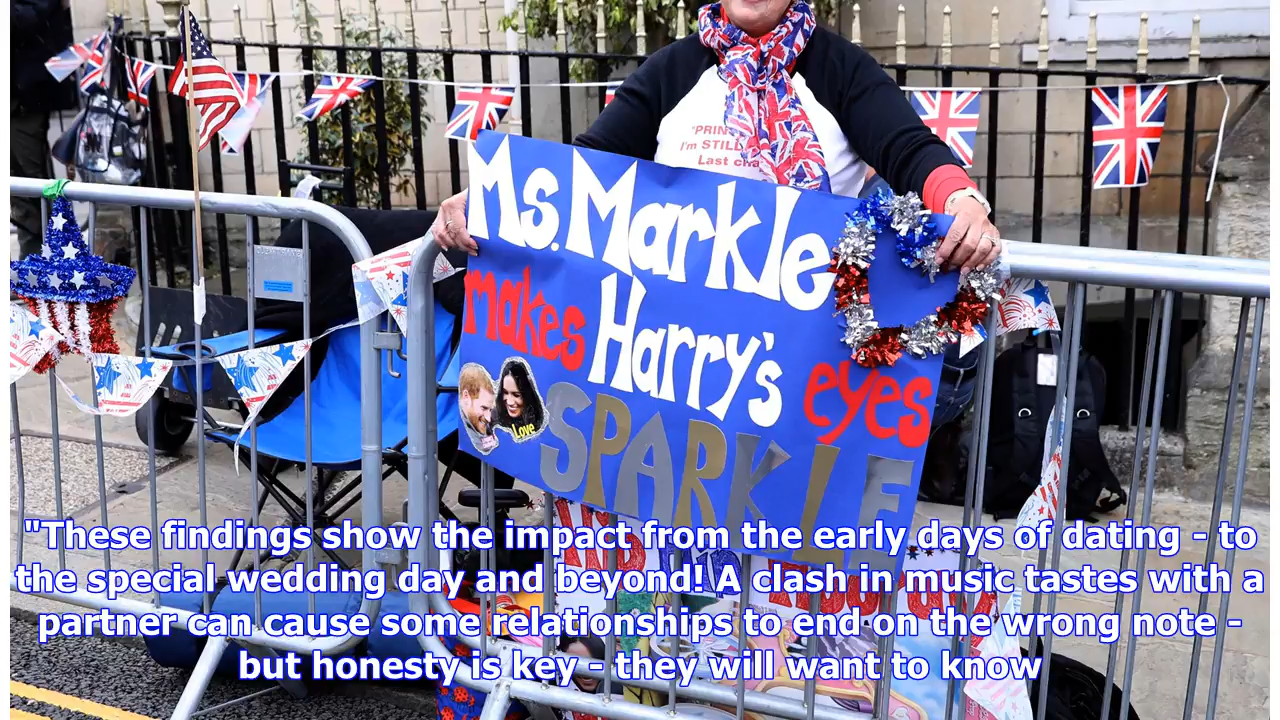 'PRIN
I'm STILL
Last cha
Ms. Markle
makes Harry's eyes
Love
SPARKLE
"These findings show the impact from the early days of dating - to
the special wedding day and beyond! A clash in music tastes with a
partner can cause some relationships to end on the wrong note -
but honesty is key - they will want to know